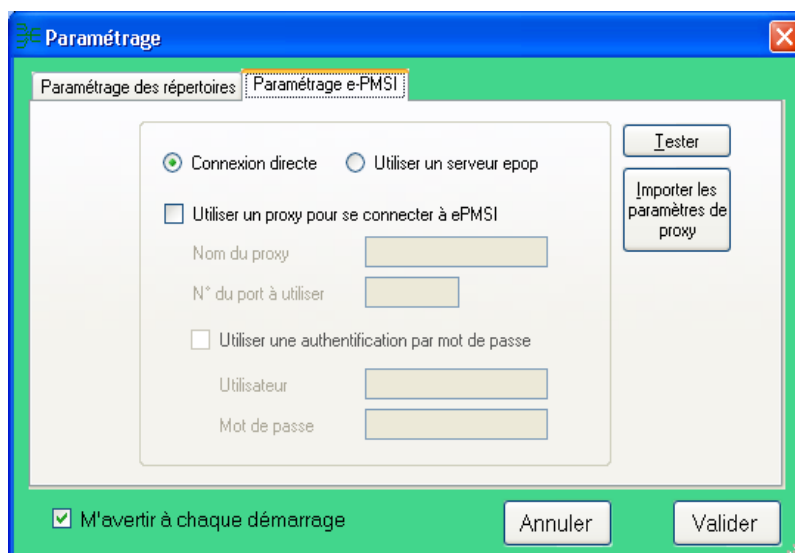 Paramétrage
Paramétrage des répertoires
Paramétrage e-PMSI
Connexion directe
Utiliser un serveur epop
Tester
Utiliser un proxy pour se connecter à ePMSI
Importer les
paramètres de
proxy
Nom du proxy
N° du port à utiliser
Utiliser une authentification par mot de passe
Utilisateur
Mot de passe
M'avertir à chaque démarrage
Annuler
Valider